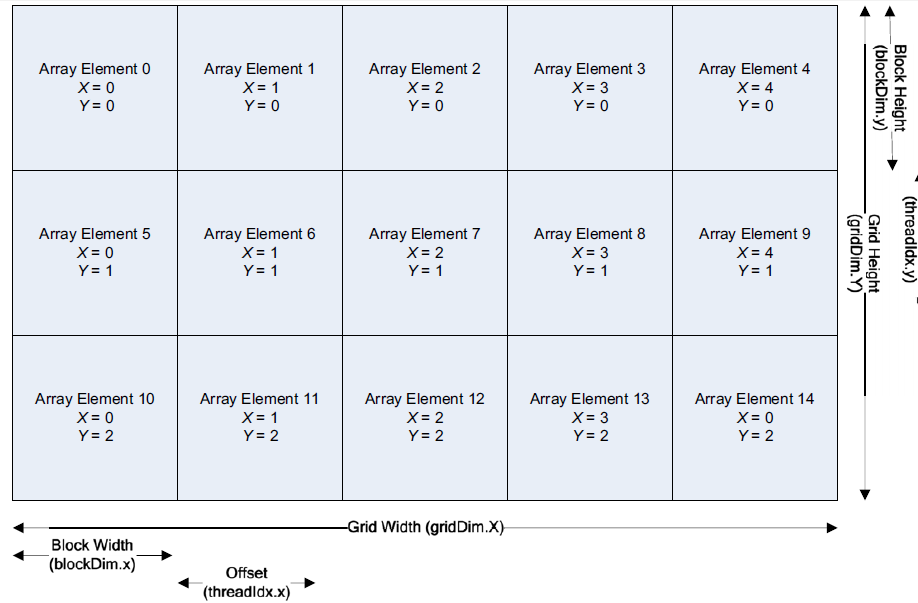 Array Element 0
X = 0
Y = 0
Array Element 1
X = 1
Y = 0
Array Element 2
X = 2
Y = 0
Array Element 3
X = 3
Y = 0
Array Element 4
X = 4
Y = 0
Array Element 5
X = 0
Y = 1
Array Element 6
X = 1
Y = 1
Array Element 7
X = 2
Y = 1
Array Element 8
X = 3
Y = 1
Array Element 9
X = 4
Y = 1
Array Element 10
X = 0
Y = 2
Array Element 11
X = 1
Y = 2
Array Element 12
X = 2
Y = 2
Array Element 13
X = 3
Y = 2
Array Element 14
X = 0
Y = 2
Block Height
(blockDim.y)
Grid Height
(gridDim.Y)
(threadIdx.y)
Grid Width (gridDim.X)
Block Width
(blockDim.x)
Offset
(threadIdx.x)